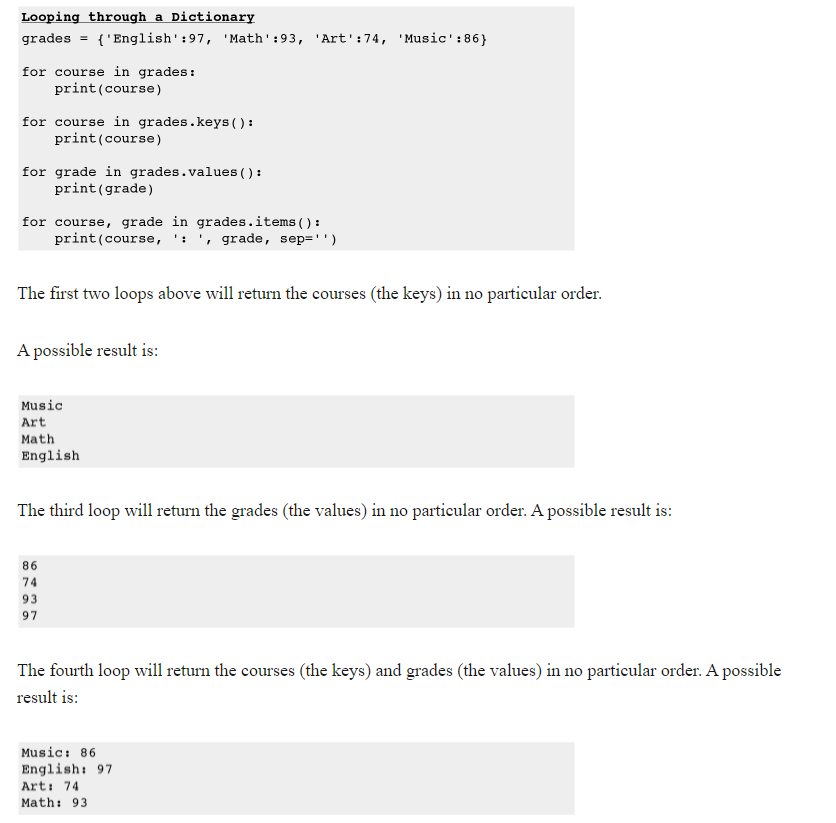 Looping through a Dictionary
grades = {'English':97, 'Math':93, 'Art':74, 'Music':86}
for course in grades:
    print(course)
for course in grades.keys():
    print(course)
for grade in grades.values():
    print(grade)
for course, grade in grades.items():
    print(course, ': ', grade, sep='')
The first two loops above will return the courses (the keys) in no particular order.
A possible result is:
Music
Art
Math
English
The third loop will return the grades (the values) in no particular order. A possible result is:
86
74
93
97
The fourth loop will return the courses (the keys) and grades (the values) in no particular order. A possible
result is:
Music: 86
English: 97
Art: 74
Math: 93